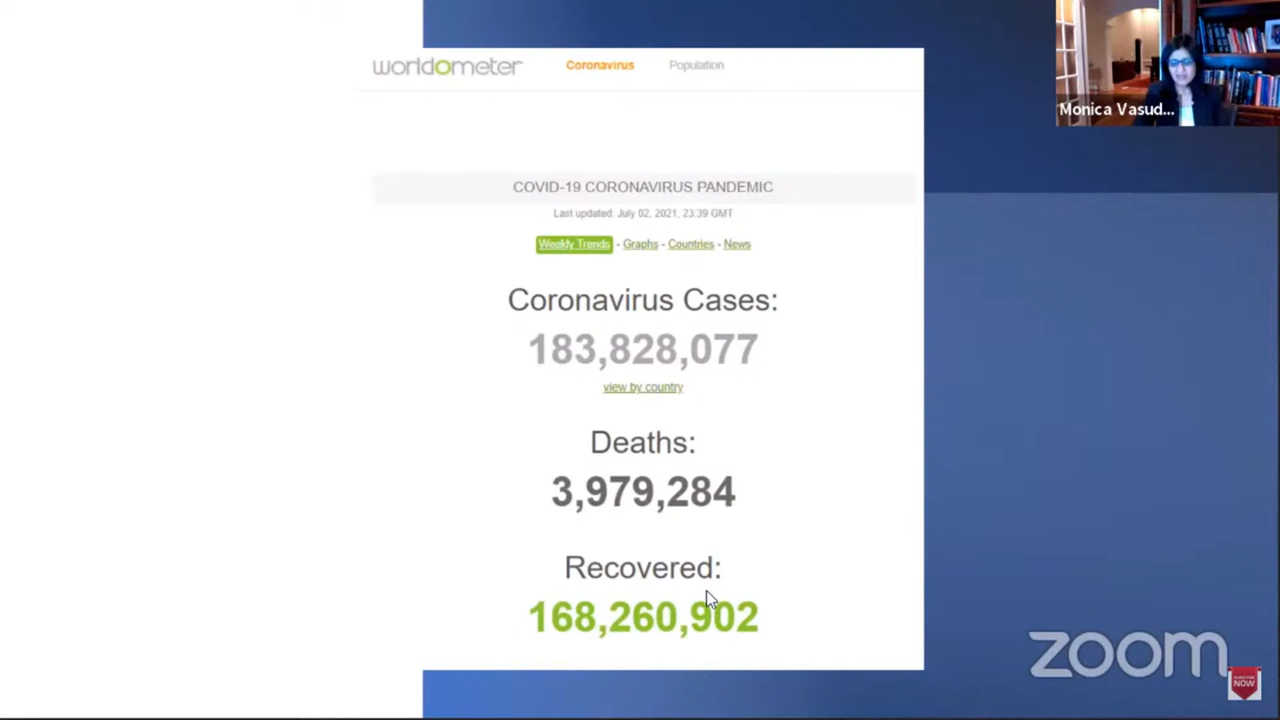 worldometer Coronavirus Population
Monica Vasud...
COVID-19 CORONAVIRUS PANDEMIC
Last updated: July 02, 2021, 23:39 GMT
Weekly Trends - Graphs - Countries - News
Coronavirus Cases:
183,828,077
view by country
Deaths:
3,979,284
Recovered:
168,260,902
zoom
SUBSCRIBE
NOW